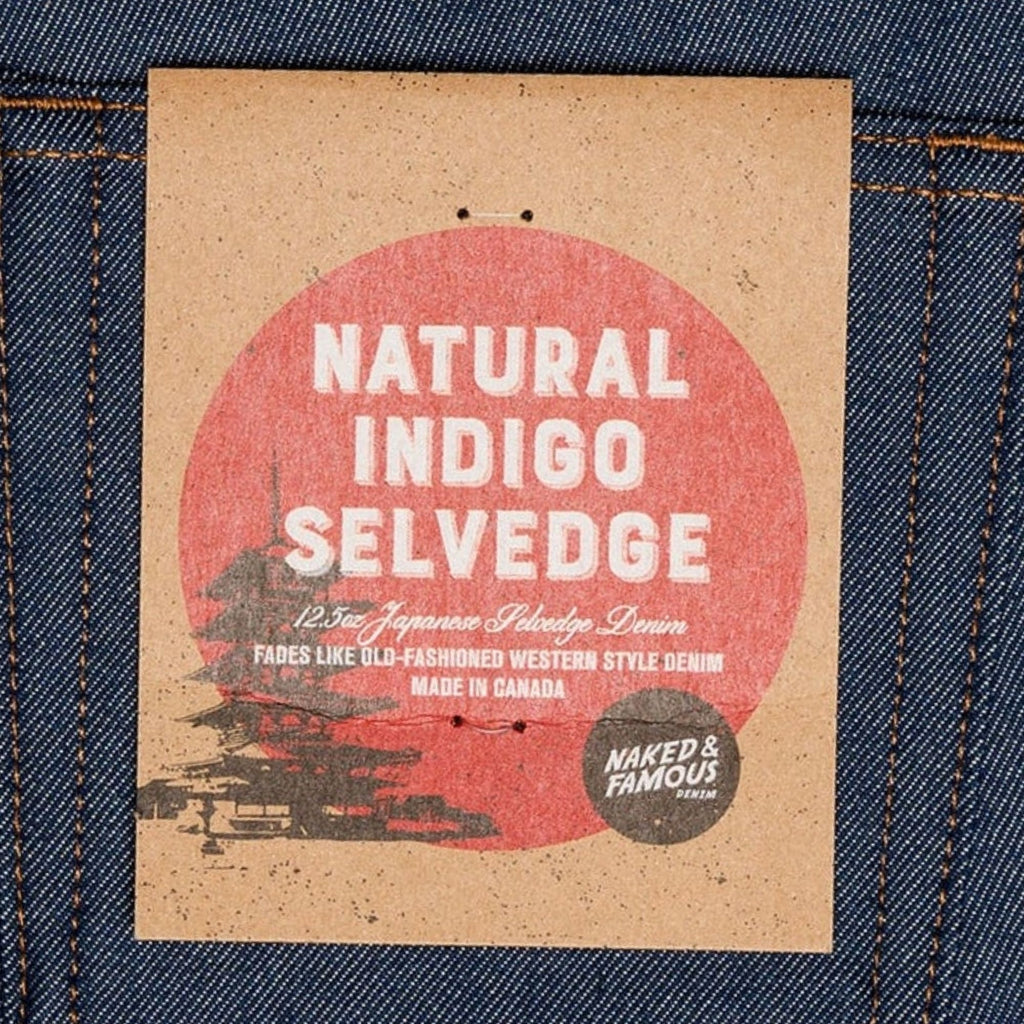 NATURAL
INDIGO
SELVEDGE
12.5oz Japanese Selvedge Denim
FADES LIKE OLD-FASHIONED WESTERN STYLE DENIM
MADE IN CANADA
NAKED &
FAMOUS
DENIM